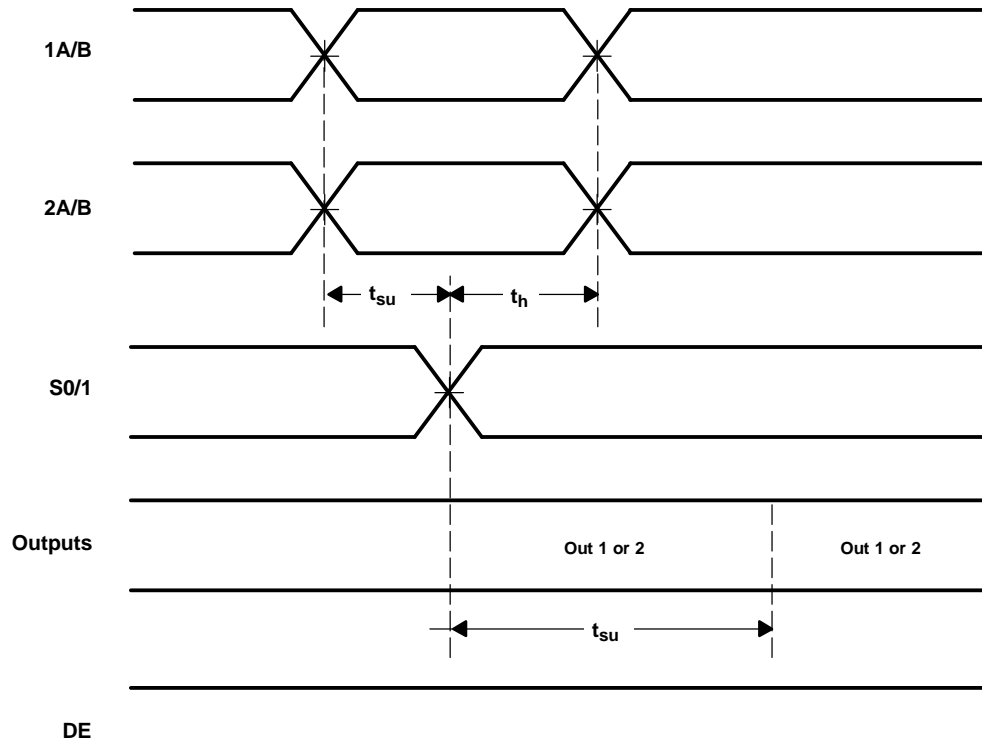 1A/B
2A/B
tsu
th
S0/1
Outputs
Out 1 or 2
Out 1 or 2
tsu
DE